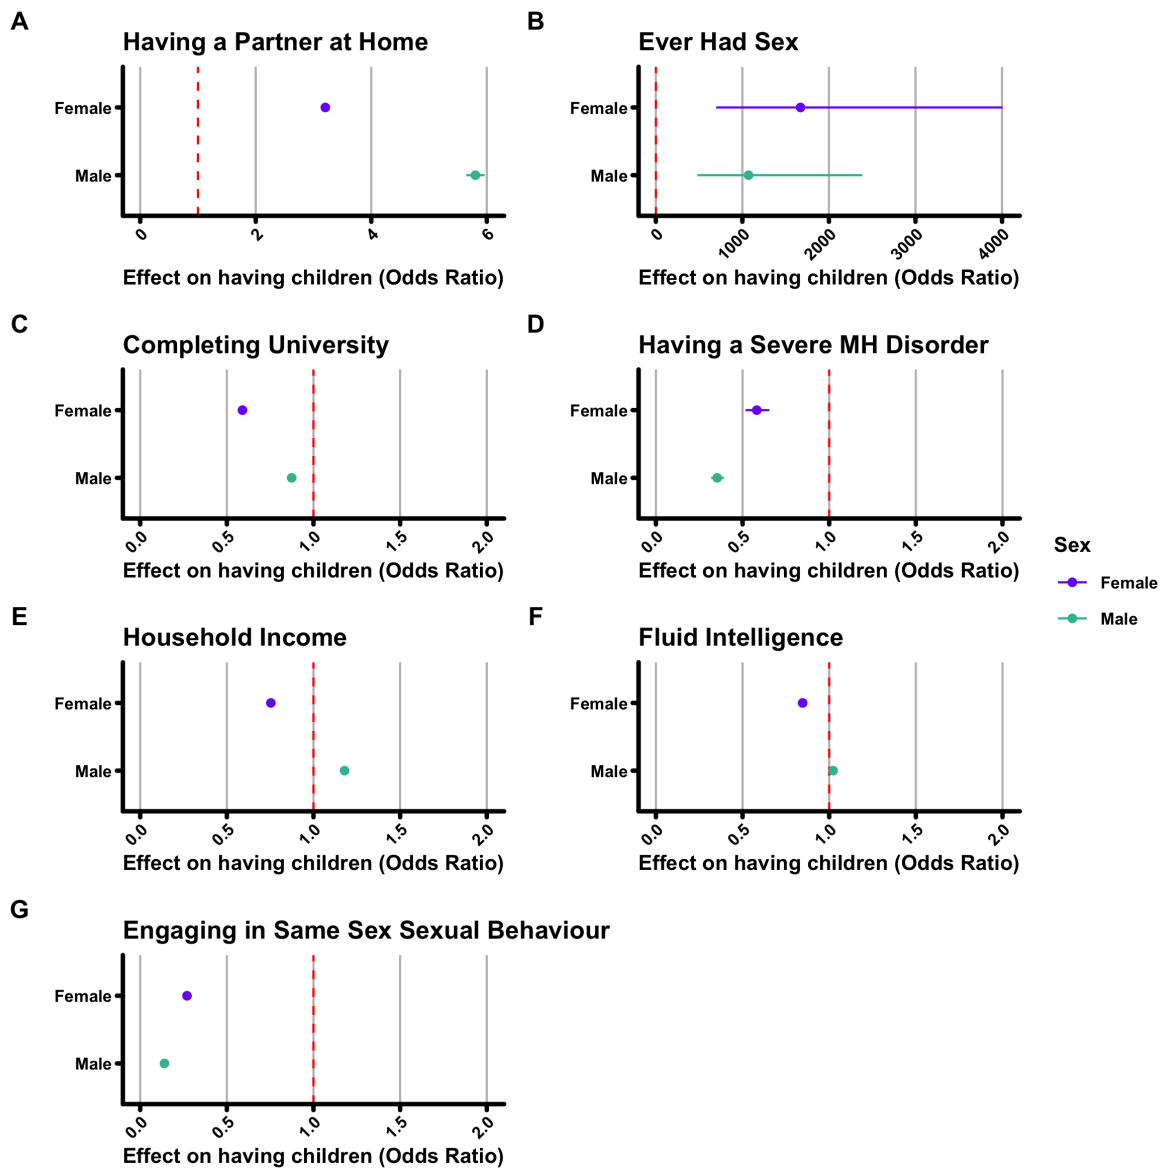 A
Having a Partner at Home
Female
Male
0 2 4 6
Effect on having children (Odds Ratio)
B
Ever Had Sex
Female
Male
0 1000 2000 3000 4000
Effect on having children (Odds Ratio)
C
Completing University
Female
Male
0.0 0.5 1.0 1.5 2.0
Effect on having children (Odds Ratio)
D
Having a Severe MH Disorder
Female
Male
0.0 0.5 1.0 1.5 2.0
Effect on having children (Odds Ratio)
Sex
Female
Male
E
Household Income
Female
Male
0.0 0.5 1.0 1.5 2.0
Effect on having children (Odds Ratio)
F
Fluid Intelligence
Female
Male
0.0 0.5 1.0 1.5 2.0
Effect on having children (Odds Ratio)
G
Engaging in Same Sex Sexual Behaviour
Female
Male
0.0 0.5 1.0 1.5 2.0
Effect on having children (Odds Ratio)